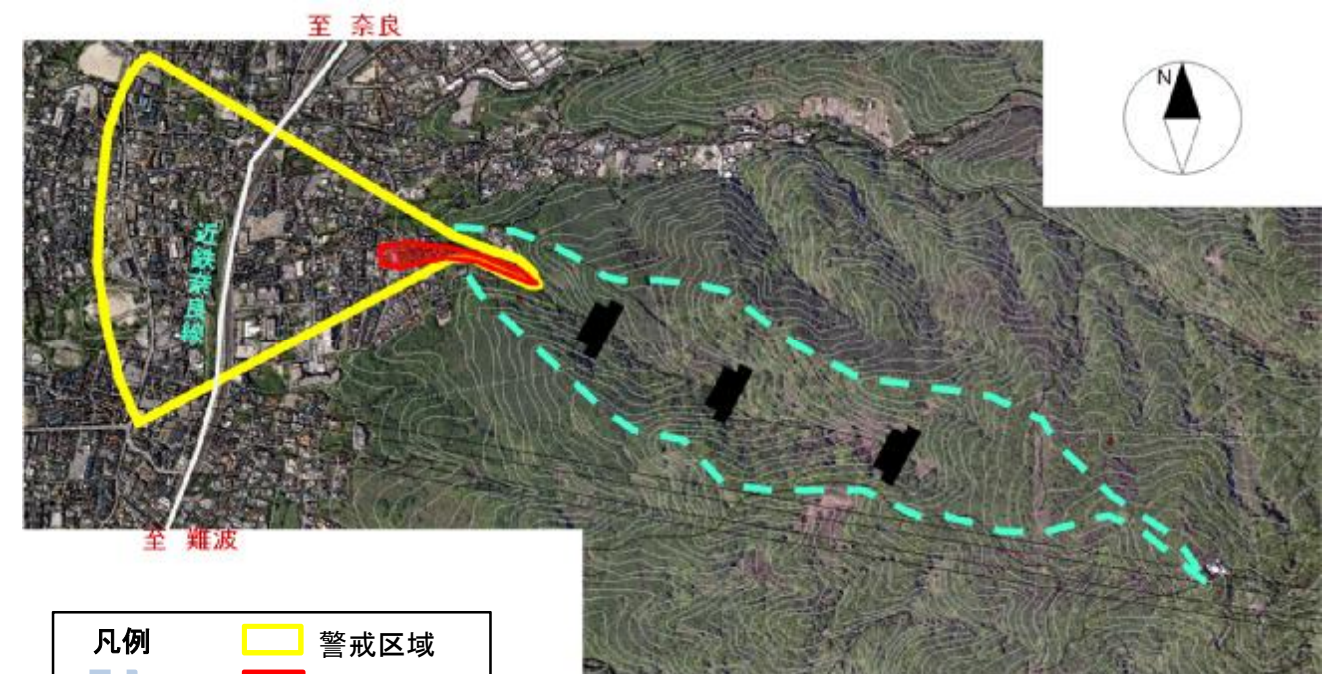 至 奈良
N
近鉄奈良線
至 難波
凡例
警戒区域